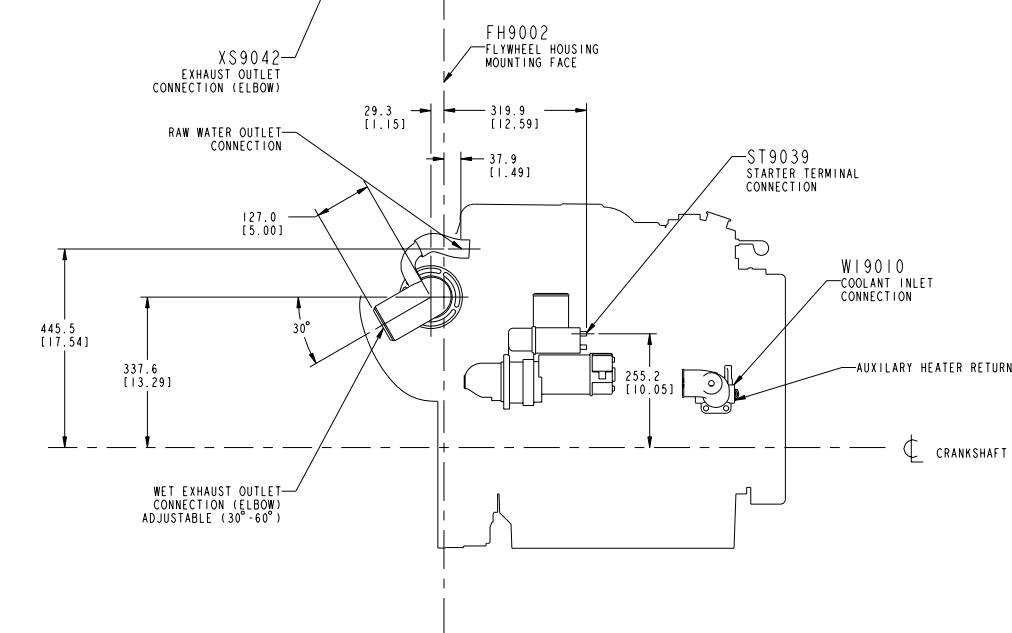 FH9002
FLYWHEEL HOUSING
MOUNTING FACE
XS9042
EXHAUST OUTLET
CONNECTION (ELBOW)
29.3
[1.15]
319.9
[12.59]
RAW WATER OUTLET
CONNECTION
37.9
[1.49]
ST9039
STARTER TERMINAL
CONNECTION
127.0
[5.00]
WI9010
COOLANT INLET
CONNECTION
30°
445.5
[17.54]
337.6
[13.29]
255.2
[10.05]
AUXILARY HEATER RETURN
CRANKSHAFT
WET EXHAUST OUTLET
CONNECTION (ELBOW)
ADJUSTABLE (30°-60°)